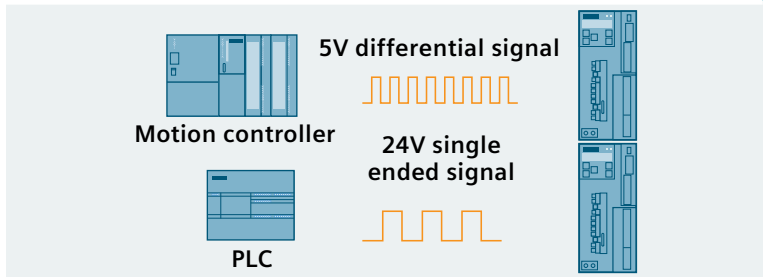 5V differential signal
Motion controller
24V single
ended signal
PLC